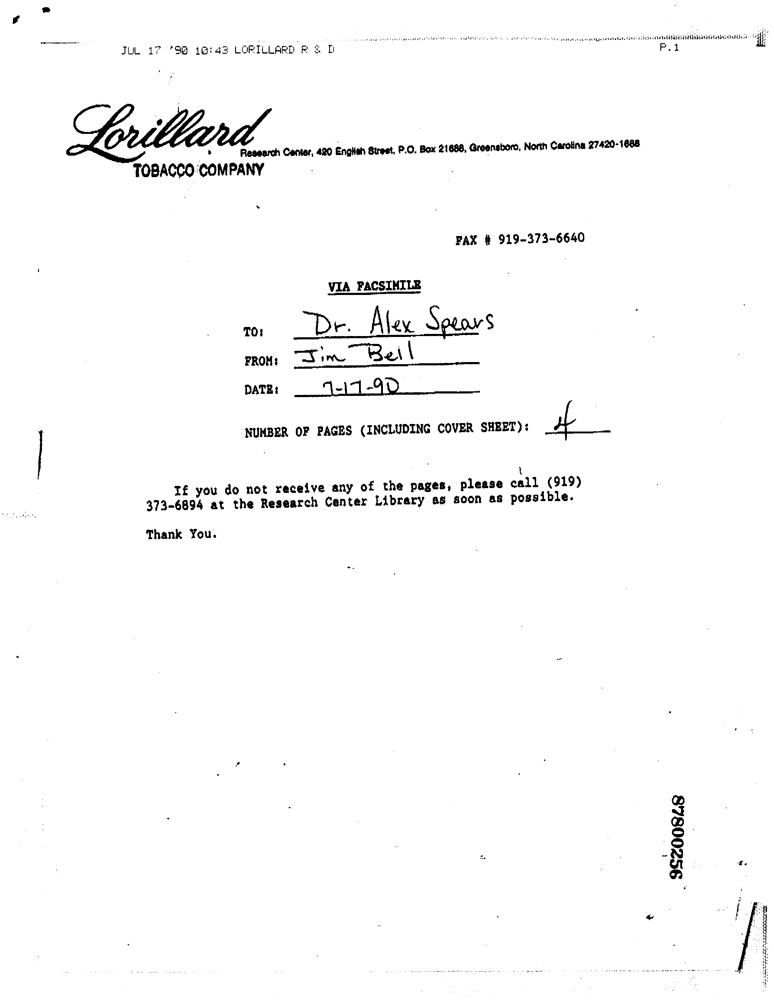 JUL 17 '90 10:43 LORILLARD R & D P.1
Lorillard
Research Center, 420 English Street, P.O. Box 21688, Greensboro, North Carolina 27420-1688
TOBACCO COMPANY
FAX # 919-373-6640
VIA FACSIMILE
TO: Dr. Alex Spears
FROM: Jim Bell
DATE: 7-17-90
NUMBER OF PAGES (INCLUDING COVER SHEET): 4
If you do not receive any of the pages, please call (919)
373-6894 at the Research Center Library as soon as possible.
Thank You.
87800256